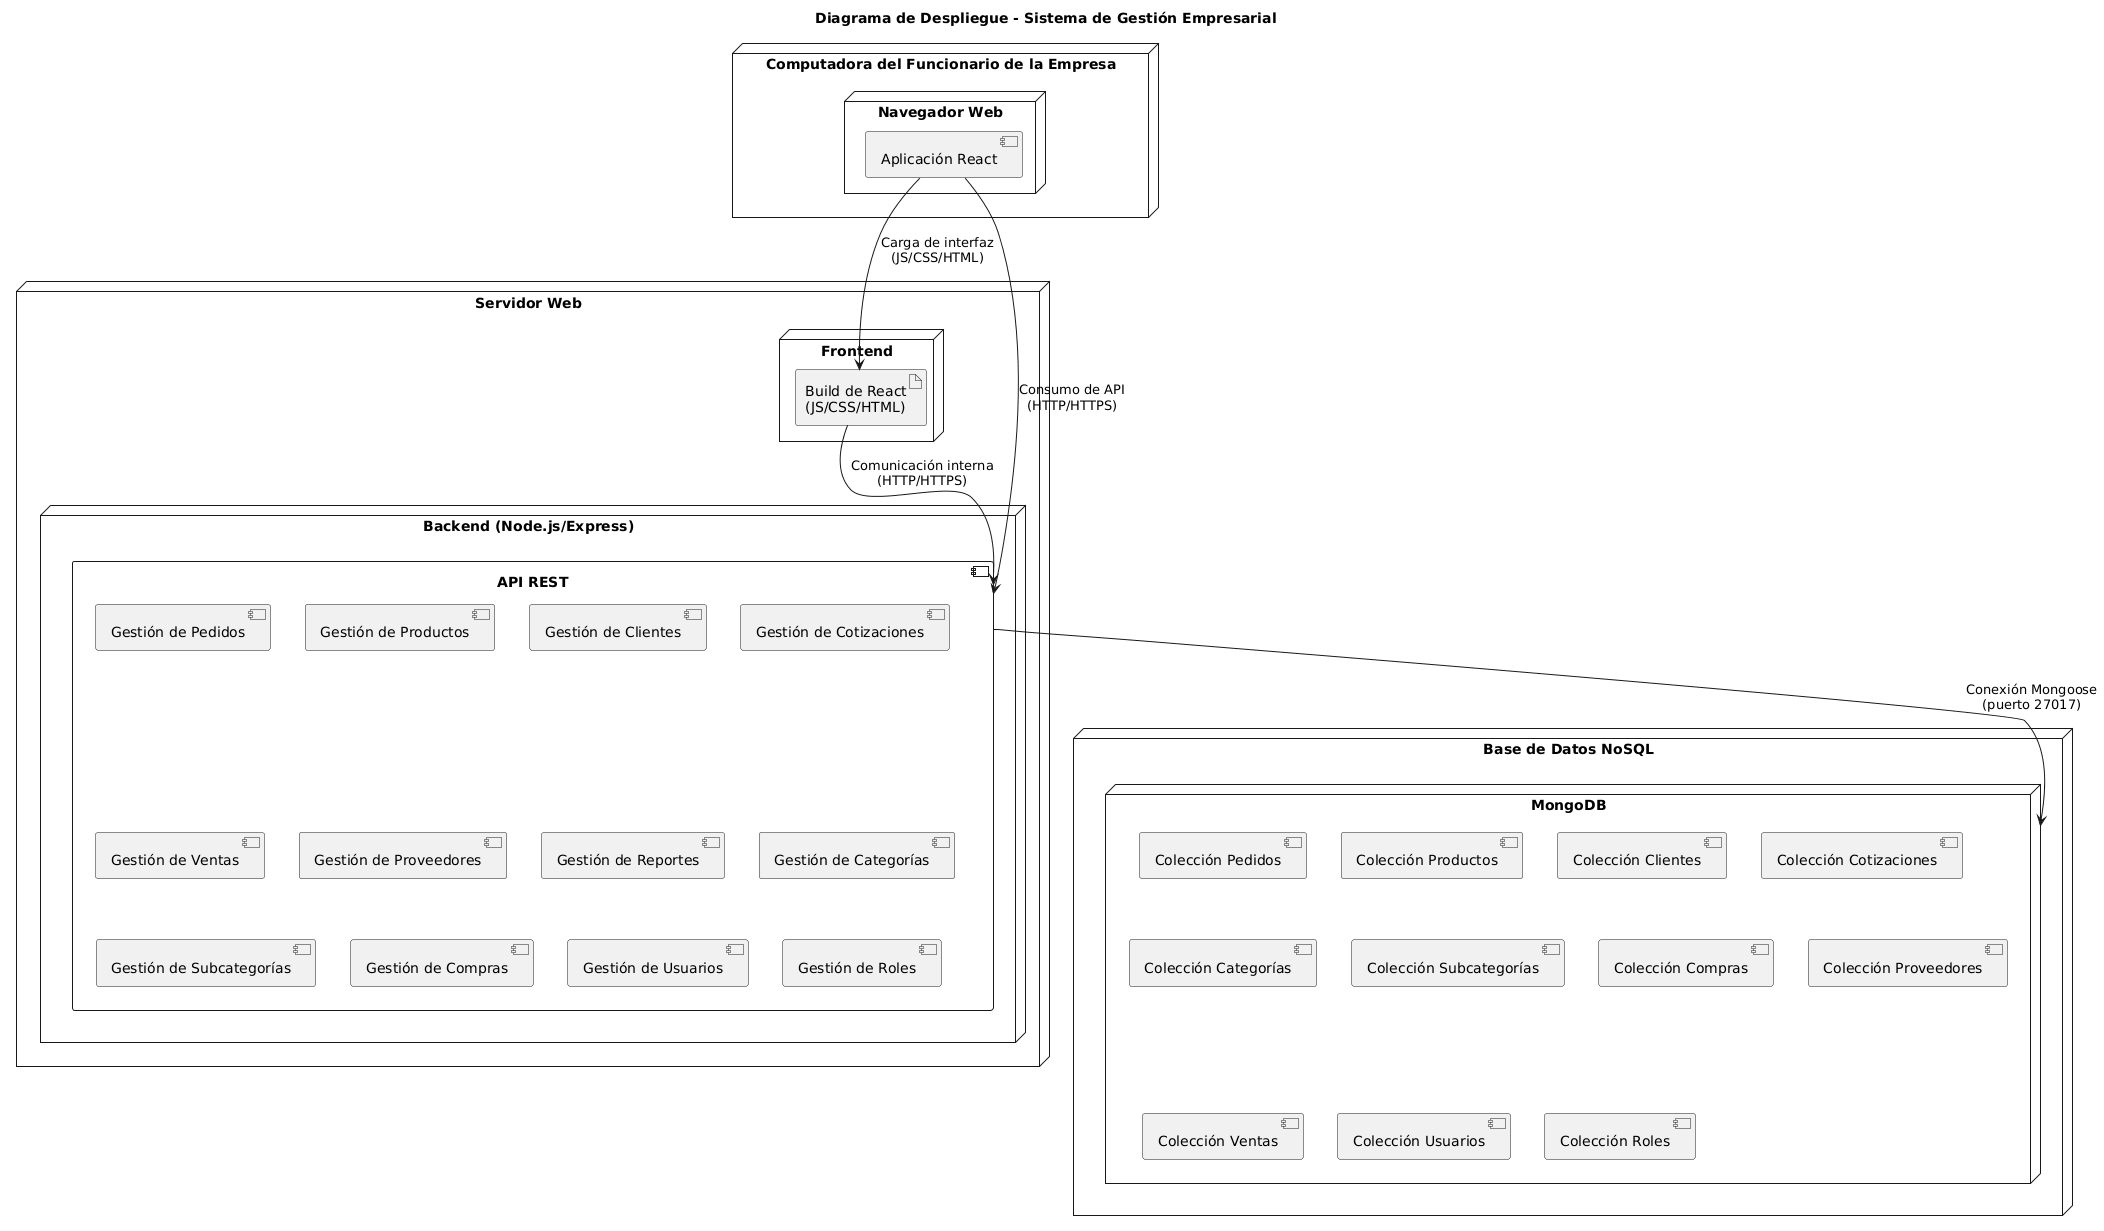 Diagrama de Despliegue - Sistema de Gestión Empresarial
Computadora del Funcionario de la Empresa
Navegador Web
Aplicación React
Carga de interfaz
(JS/CSS/HTML)
Servidor Web
Frontend
Build de React
(JS/CSS/HTML)
Consumo de API
(HTTP/HTTPS)
Comunicación interna
(HTTP/HTTPS)
Backend (Node.js/Express)
API REST
Gestión de Pedidos
Gestión de Productos
Gestión de Clientes
Gestión de Cotizaciones
Gestión de Ventas
Gestión de Proveedores
Gestión de Reportes
Gestión de Categorías
Gestión de Subcategorías
Gestión de Compras
Gestión de Usuarios
Gestión de Roles
Conexión Mongoose
(puerto 27017)
Base de Datos NoSQL
MongoDB
Colección Pedidos
Colección Productos
Colección Clientes
Colección Cotizaciones
Colección Categorías
Colección Subcategorías
Colección Compras
Colección Proveedores
Colección Ventas
Colección Usuarios
Colección Roles